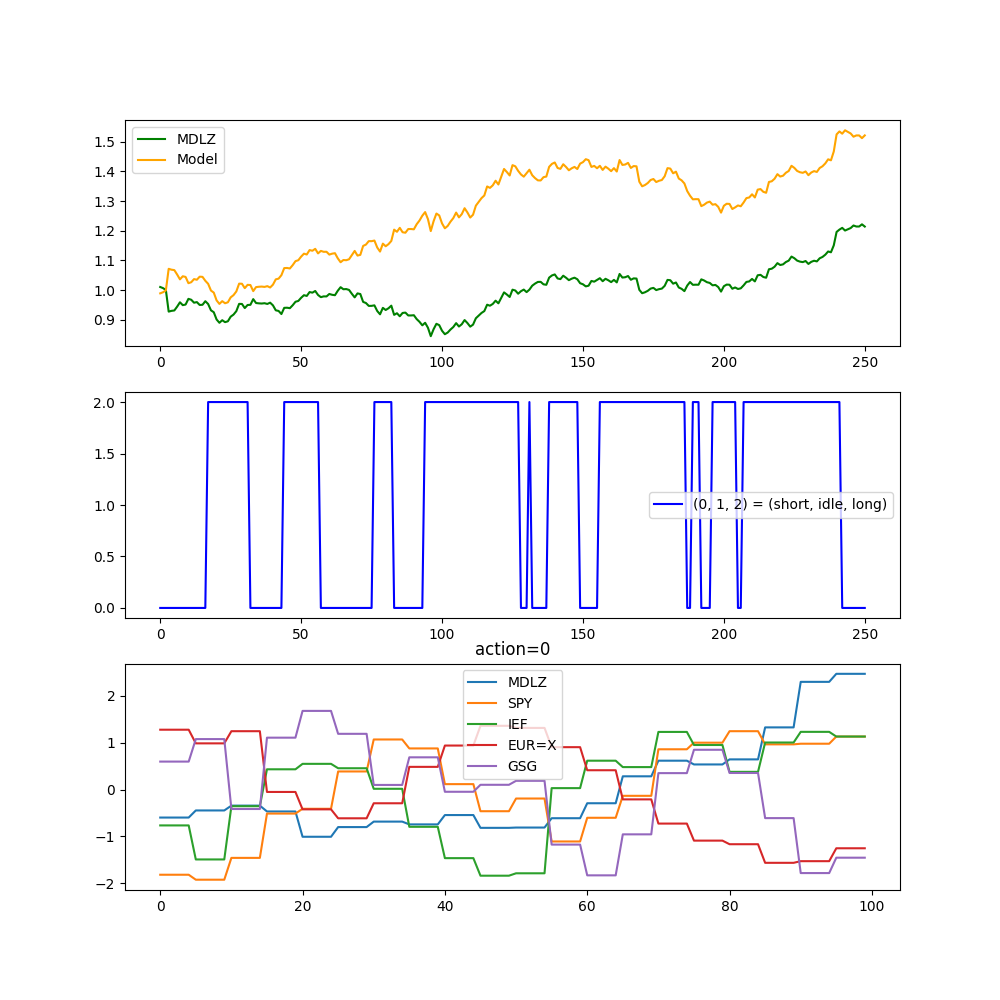 1.5
1.4
1.3
1.2
1.1
1.0
0.9
MDLZ
Model
0 50 100 150 200 250
2.0
1.5
1.0
0.5
0.0
(0, 1, 2) = (short, idle, long)
0 50 100 150 200 250
action=0
2
1
0
−1
−2
MDLZ
SPY
IEF
EUR=X
GSG
0 20 40 60 80 100